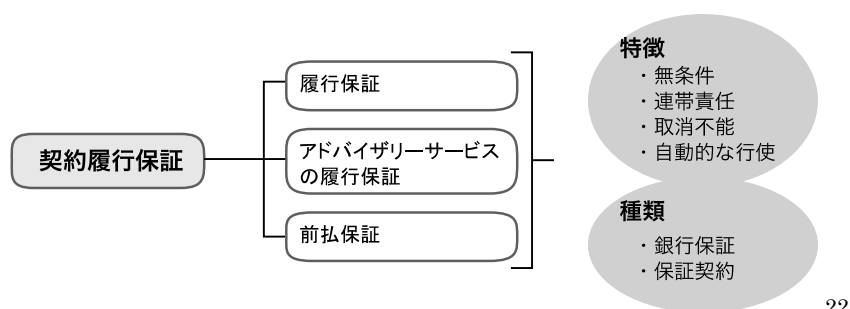 契約履行保証
履行保証
アドバイザリーサービス
の履行保証
前払保証
特徴
・無条件
・連帯責任
・取消不能
・自動的な行使
種類
・銀行保証
・保証契約
22